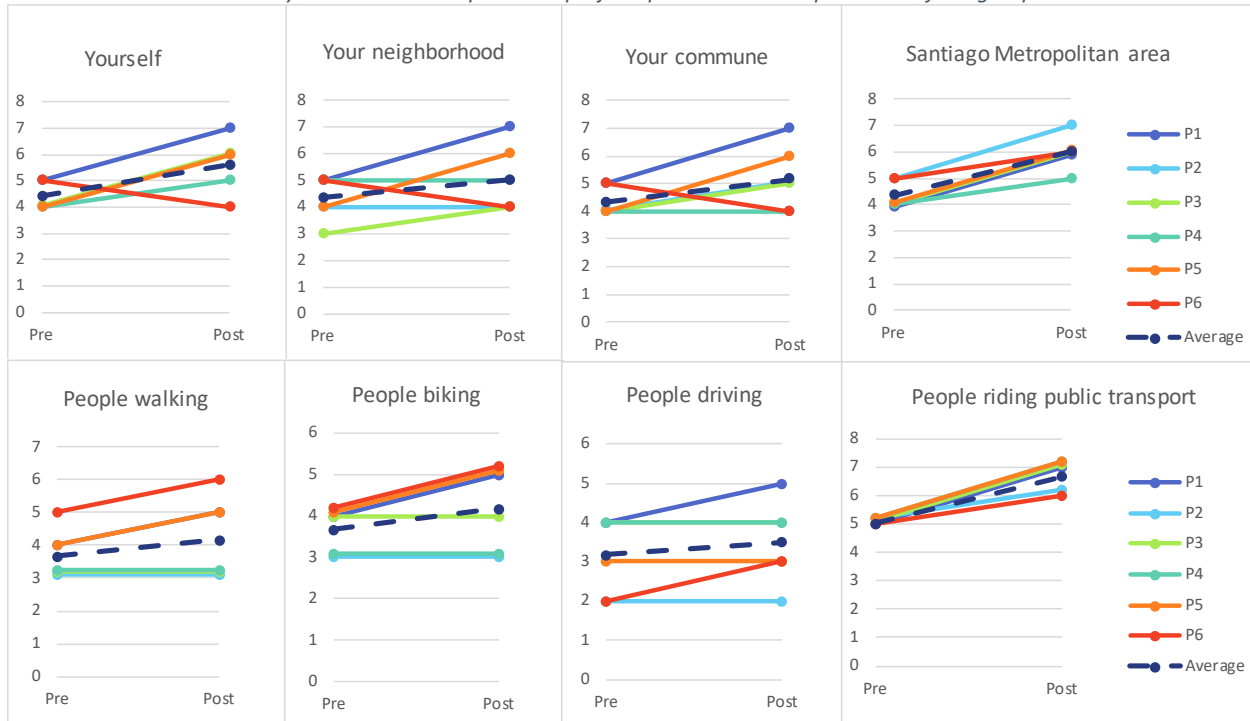 Yourself
8
7
6
5
4
3
2
1
0
Pre Post
Your neighborhood
8
7
6
5
4
3
2
1
0
Pre Post
Your commune
8
7
6
5
4
3
2
1
0
Pre Post
Santiago Metropolitan area
8
7
6
5
4
3
2
1
0
Pre Post
P1
P2
P3
P4
P5
P6
Average
People walking
7
6
5
4
3
2
1
0
Pre Post
People biking
6
5
4
3
2
1
0
Pre Post
People driving
6
5
4
3
2
1
0
Pre Post
People riding public transport
8
7
6
5
4
3
2
1
0
Pre Post
P1
P2
P3
P4
P5
P6
Average